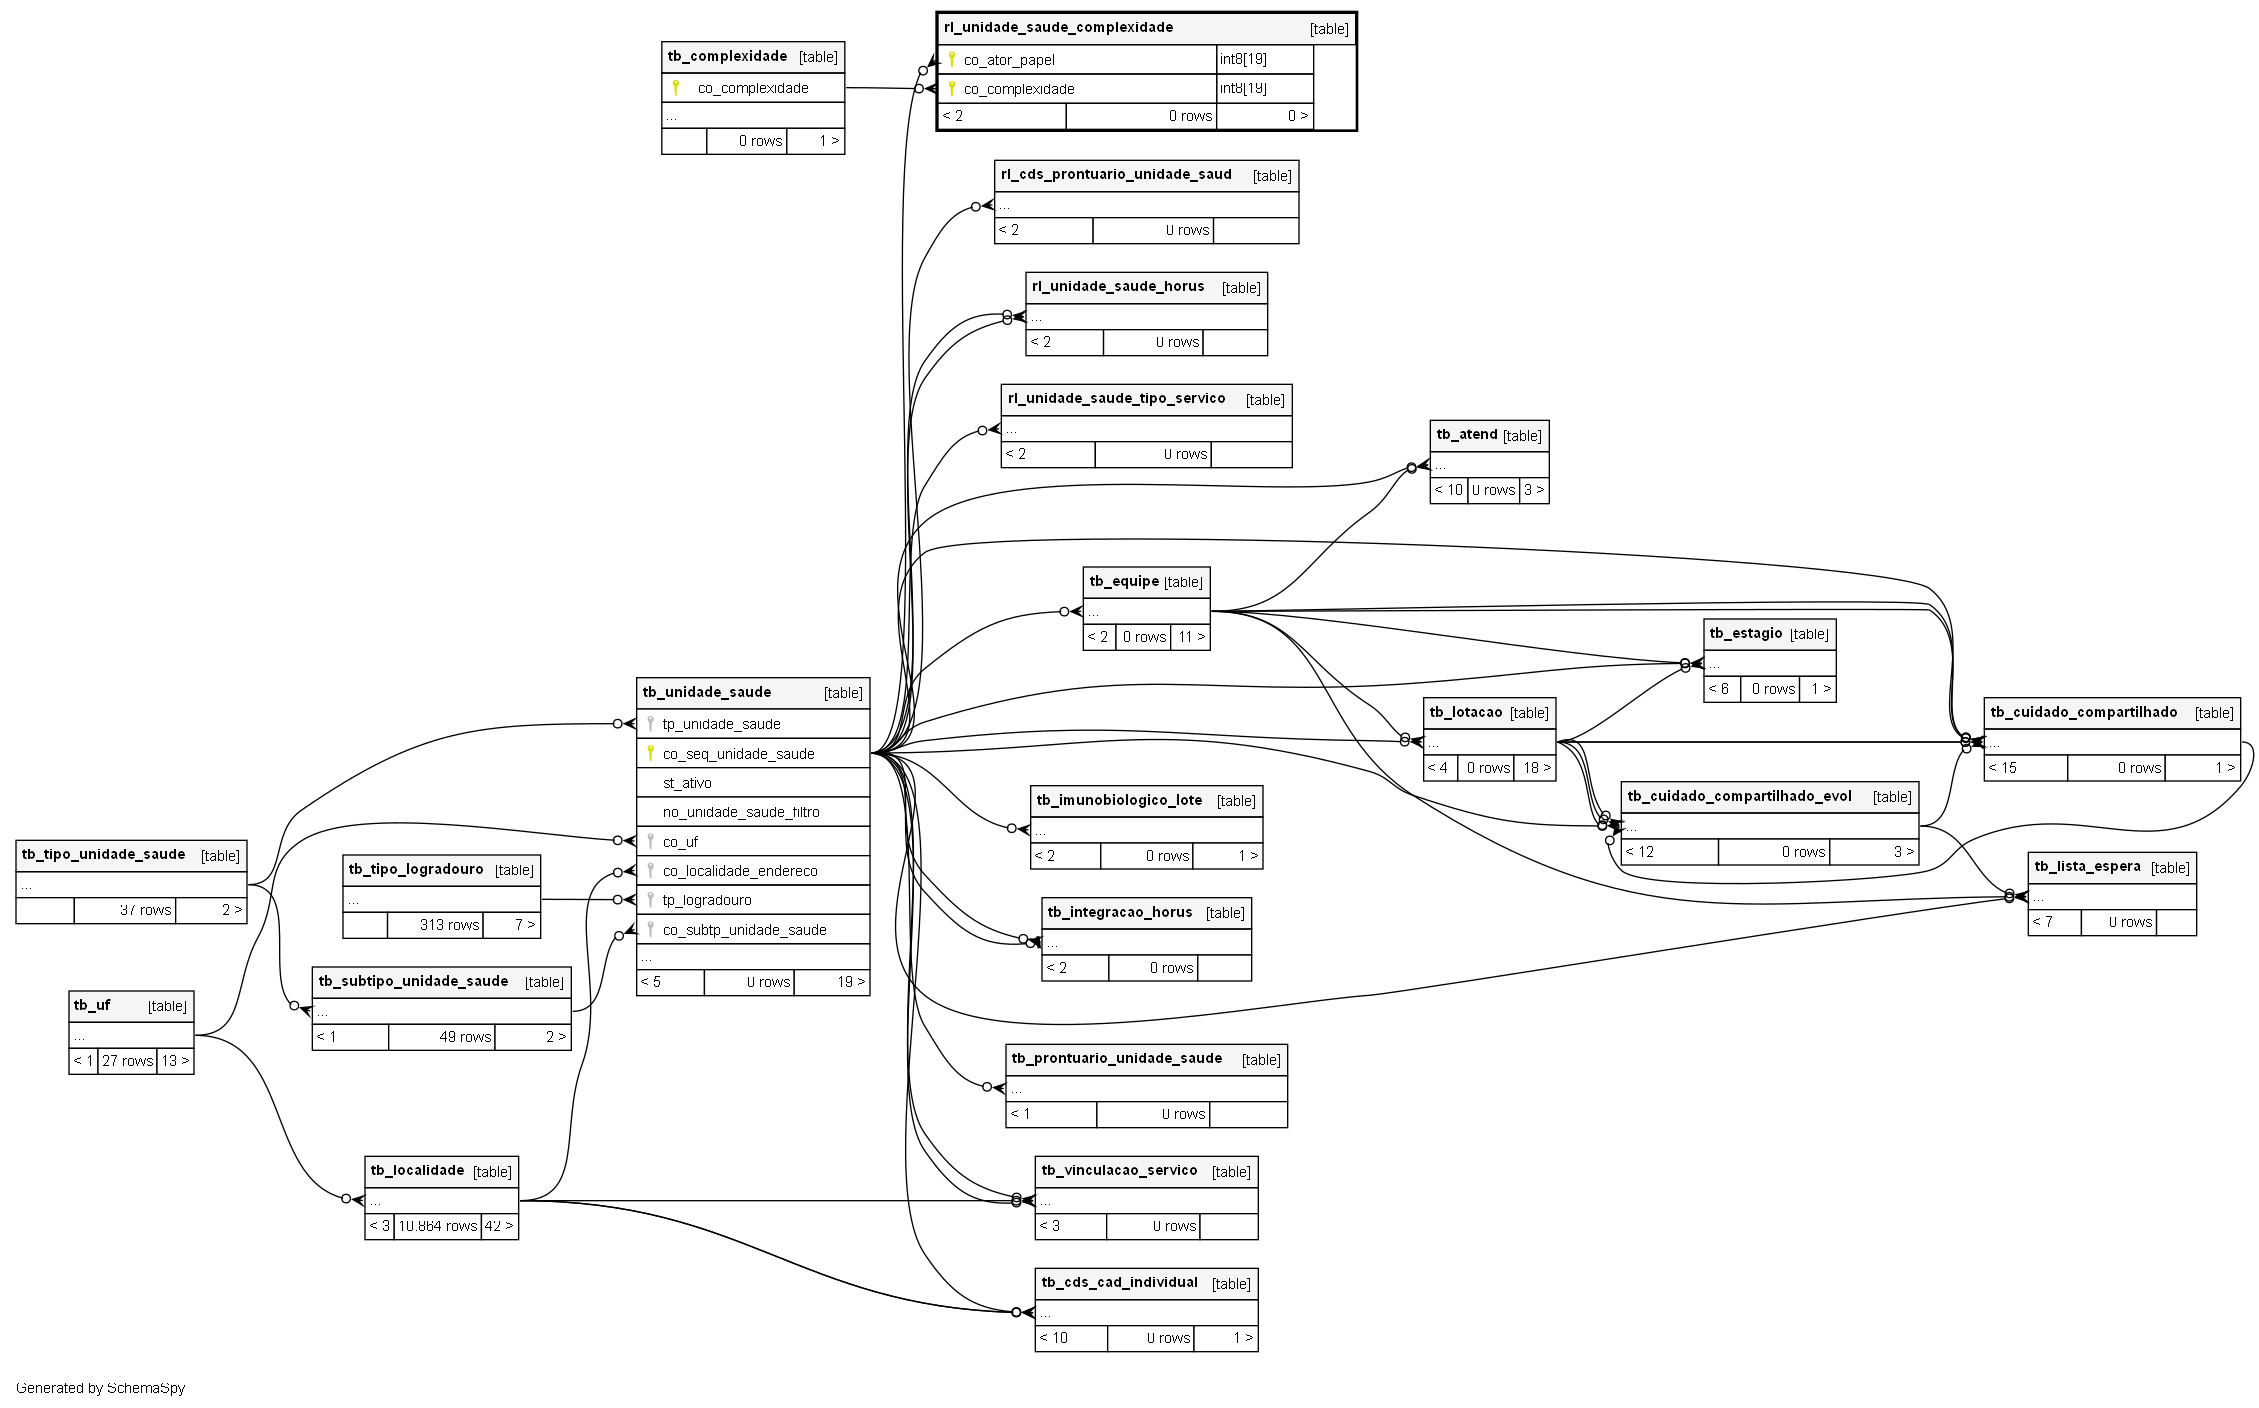 rl_unidade_saude_complexidade [table]
co_ator_papel int8[19]
co_complexidade int8[19]
< 2 0 rows 0 >
tb_complexidade [table]
co_complexidade
...
0 rows 1 >
rl_cds_prontuario_unidade_saud [table]
...
< 2 0 rows
rl_unidade_saude_horus [table]
...
< 2 0 rows
rl_unidade_saude_tipo_servico [table]
...
< 2 0 rows
tb_atend [table]
...
< 10 0 rows 3 >
tb_equipe [table]
...
< 2 0 rows 11 >
tb_estagio [table]
...
< 6 0 rows 1 >
tb_lotacao [table]
...
< 4 0 rows 18 >
tb_cuidado_compartilhado [table]
...
< 15 0 rows 1 >
tb_cuidado_compartilhado_evol [table]
...
< 12 0 rows 3 >
tb_lista_espera [table]
...
< 7 0 rows
tb_unidade_saude [table]
tp_unidade_saude
co_seq_unidade_saude
st_ativo
no_unidade_saude_filtro
co_uf
co_localidade_endereco
tp_logradouro
co_subtp_unidade_saude
...
< 5 0 rows 19 >
tb_imunobiologico_lote [table]
...
< 2 0 rows 1 >
tb_integracao_horus [table]
...
< 2 0 rows
tb_tipo_unidade_saude [table]
...
37 rows 2 >
tb_tipo_logradouro [table]
...
313 rows 7 >
tb_subtipo_unidade_saude [table]
...
< 1 49 rows 2 >
tb_uf [table]
...
< 1 27 rows 13 >
tb_prontuario_unidade_saude [table]
...
< 1 0 rows
tb_localidade [table]
...
< 3 10.864 rows 42 >
tb_vinculacao_servico [table]
...
< 3 0 rows
tb_cds_cad_individual [table]
...
< 10 0 rows 1 >
Generated by SchemaSpy